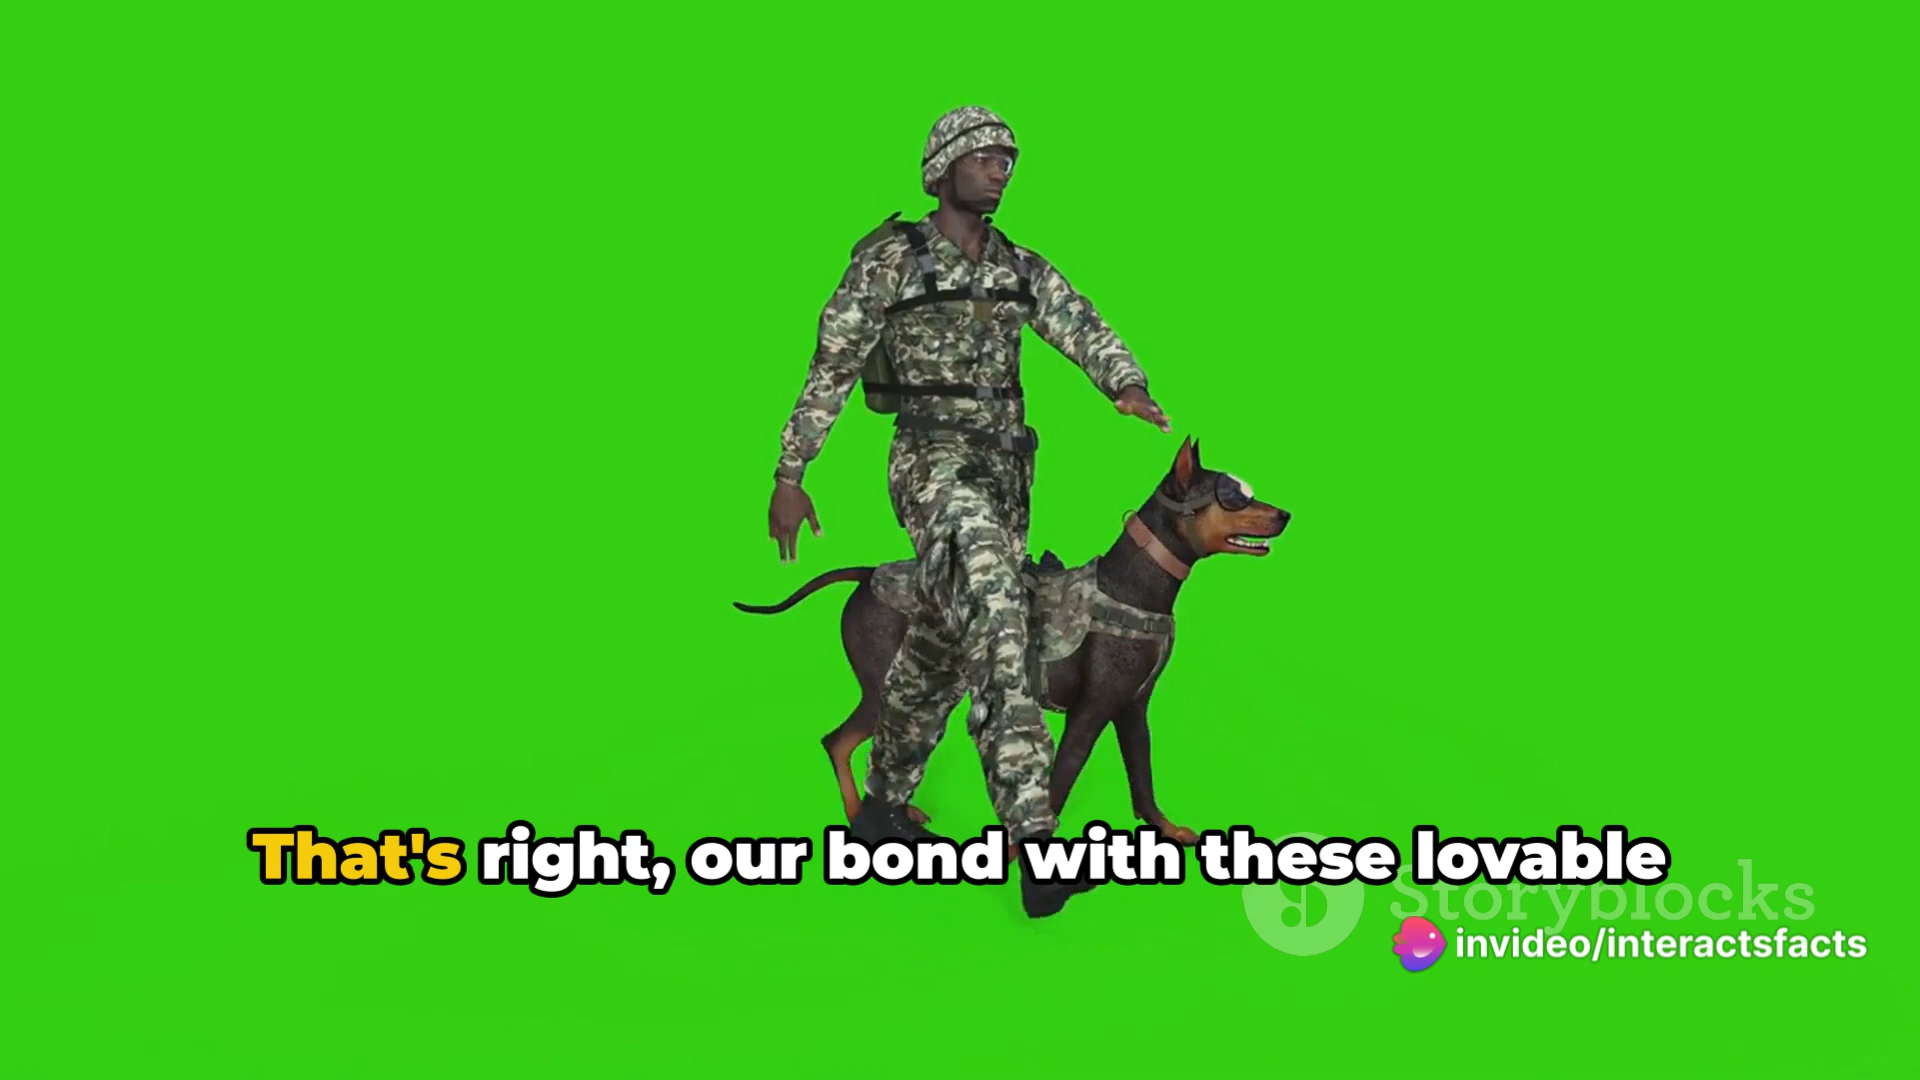 That's right, our bond with these lovable
Storyblocks
invideo/interactsfacts